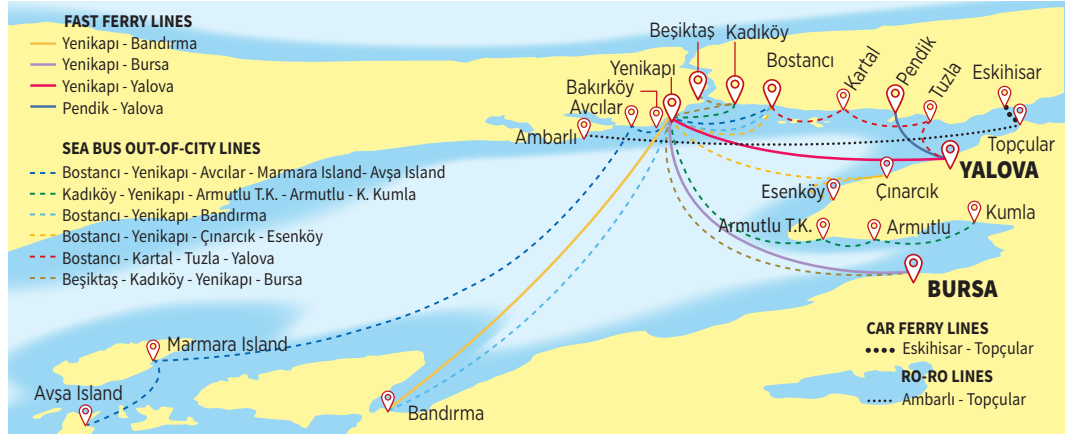 FAST FERRY LINES
Yenikapı - Bandırma
Yenikapı - Bursa
Yenikapı - Yalova
Pendik - Yalova
SEA BUS OUT-OF-CITY LINES
Bostancı - Yenikapı - Avcılar - Marmara Island- Avşa Island
Kadıköy - Yenikapı - Armutlu T.K. - Armutlu - K. Kumla
Bostancı - Yenikapı - Bandırma
Bostancı - Yenikapı - Çınarcık - Esenköy
Bostancı - Kartal - Tuzla - Yalova
Beşiktaş - Kadıköy - Yenikapı - Bursa
Beşiktaş
Kadıköy
Bostancı
Yenikapı
Bakırköy
Avcılar
Ambarlı
Kartal
Pendik
Tuzla
Eskihisar
Topçular
YALOVA
Esenköy
Çınarcık
Kumla
Armutlu T.K.
Armutlu
BURSA
Marmara Island
Avşa Island
Bandırma
CAR FERRY LINES
Eskihisar - Topçular
RO-RO LINES
Ambarlı - Topçular